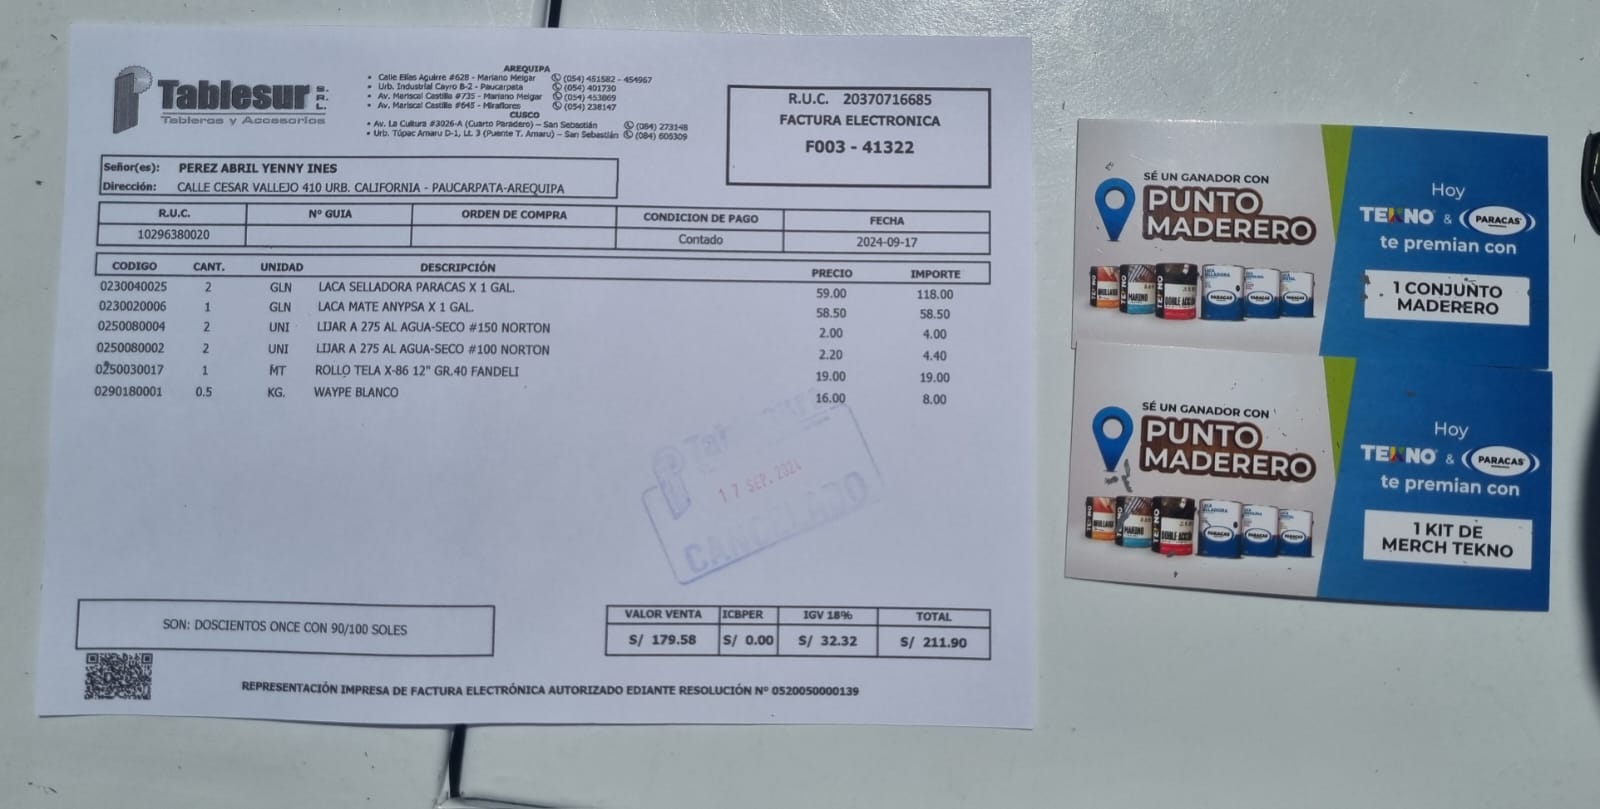 Tablesur S.R.L.
Tableros y Accesorios
AREQUIPA
• Calle Elías Aguirre #628 - Mariano Melgar (054) 451582 - 454967
• Urb. Industrial Cayro B-2 - Paucarpata (054) 401730
• Av. Mariscal Castilla #735 - Mariano Melgar (054) 453869
• Av. Mariscal Castilla #645 - Miraflores (054) 238147
CUSCO
• Av. La Cultura #3026-A (Cuarto Paradero) - San Sebastián (084) 273148
• Urb. Túpac Amaru D-1, Lt. 3 (Puente T. Amaru) - San Sebastián (084) 605309
R.U.C. 20370716685
FACTURA ELECTRONICA
F003 - 41322
Señor(es): PEREZ ABRIL YENNY INES
Dirección: CALLE CESAR VALLEJO 410 URB. CALIFORNIA - PAUCARPATA-AREQUIPA
R.U.C. Nº GUIA ORDEN DE COMPRA CONDICION DE PAGO FECHA
10296380020 Contado 2024-09-17
CODIGO CANT. UNIDAD DESCRIPCIÓN PRECIO IMPORTE
0230040025 2 GLN LACA SELLADORA PARACAS X 1 GAL. 59.00 118.00
0230020006 1 GLN LACA MATE ANYPSA X 1 GAL. 58.50 58.50
0250080004 2 UNI LIJAR A 275 AL AGUA-SECO #150 NORTON 2.00 4.00
0250080002 2 UNI LIJAR A 275 AL AGUA-SECO #100 NORTON 2.20 4.40
0250030017 1 MT ROLLO TELA X-86 12" GR.40 FANDELI 19.00 19.00
0290180001 0.5 KG. WAYPE BLANCO 16.00 8.00
17 SEP. 2024
CANCELADO
SON: DOSCIENTOS ONCE CON 90/100 SOLES
VALOR VENTA ICBPER IGV 18% TOTAL
S/ 179.58 S/ 0.00 S/ 32.32 S/ 211.90
REPRESENTACIÓN IMPRESA DE FACTURA ELECTRÓNICA AUTORIZADO EDIANTE RESOLUCIÓN Nº 0520050000139
SÉ UN GANADOR CON
PUNTO
MADERERO
Hoy
TEKNO & PARACAS
te premian con
1 CONJUNTO
MADERERO
SÉ UN GANADOR CON
PUNTO
MADERERO
Hoy
TEKNO & PARACAS
te premian con
1 KIT DE
MERCH TEKNO